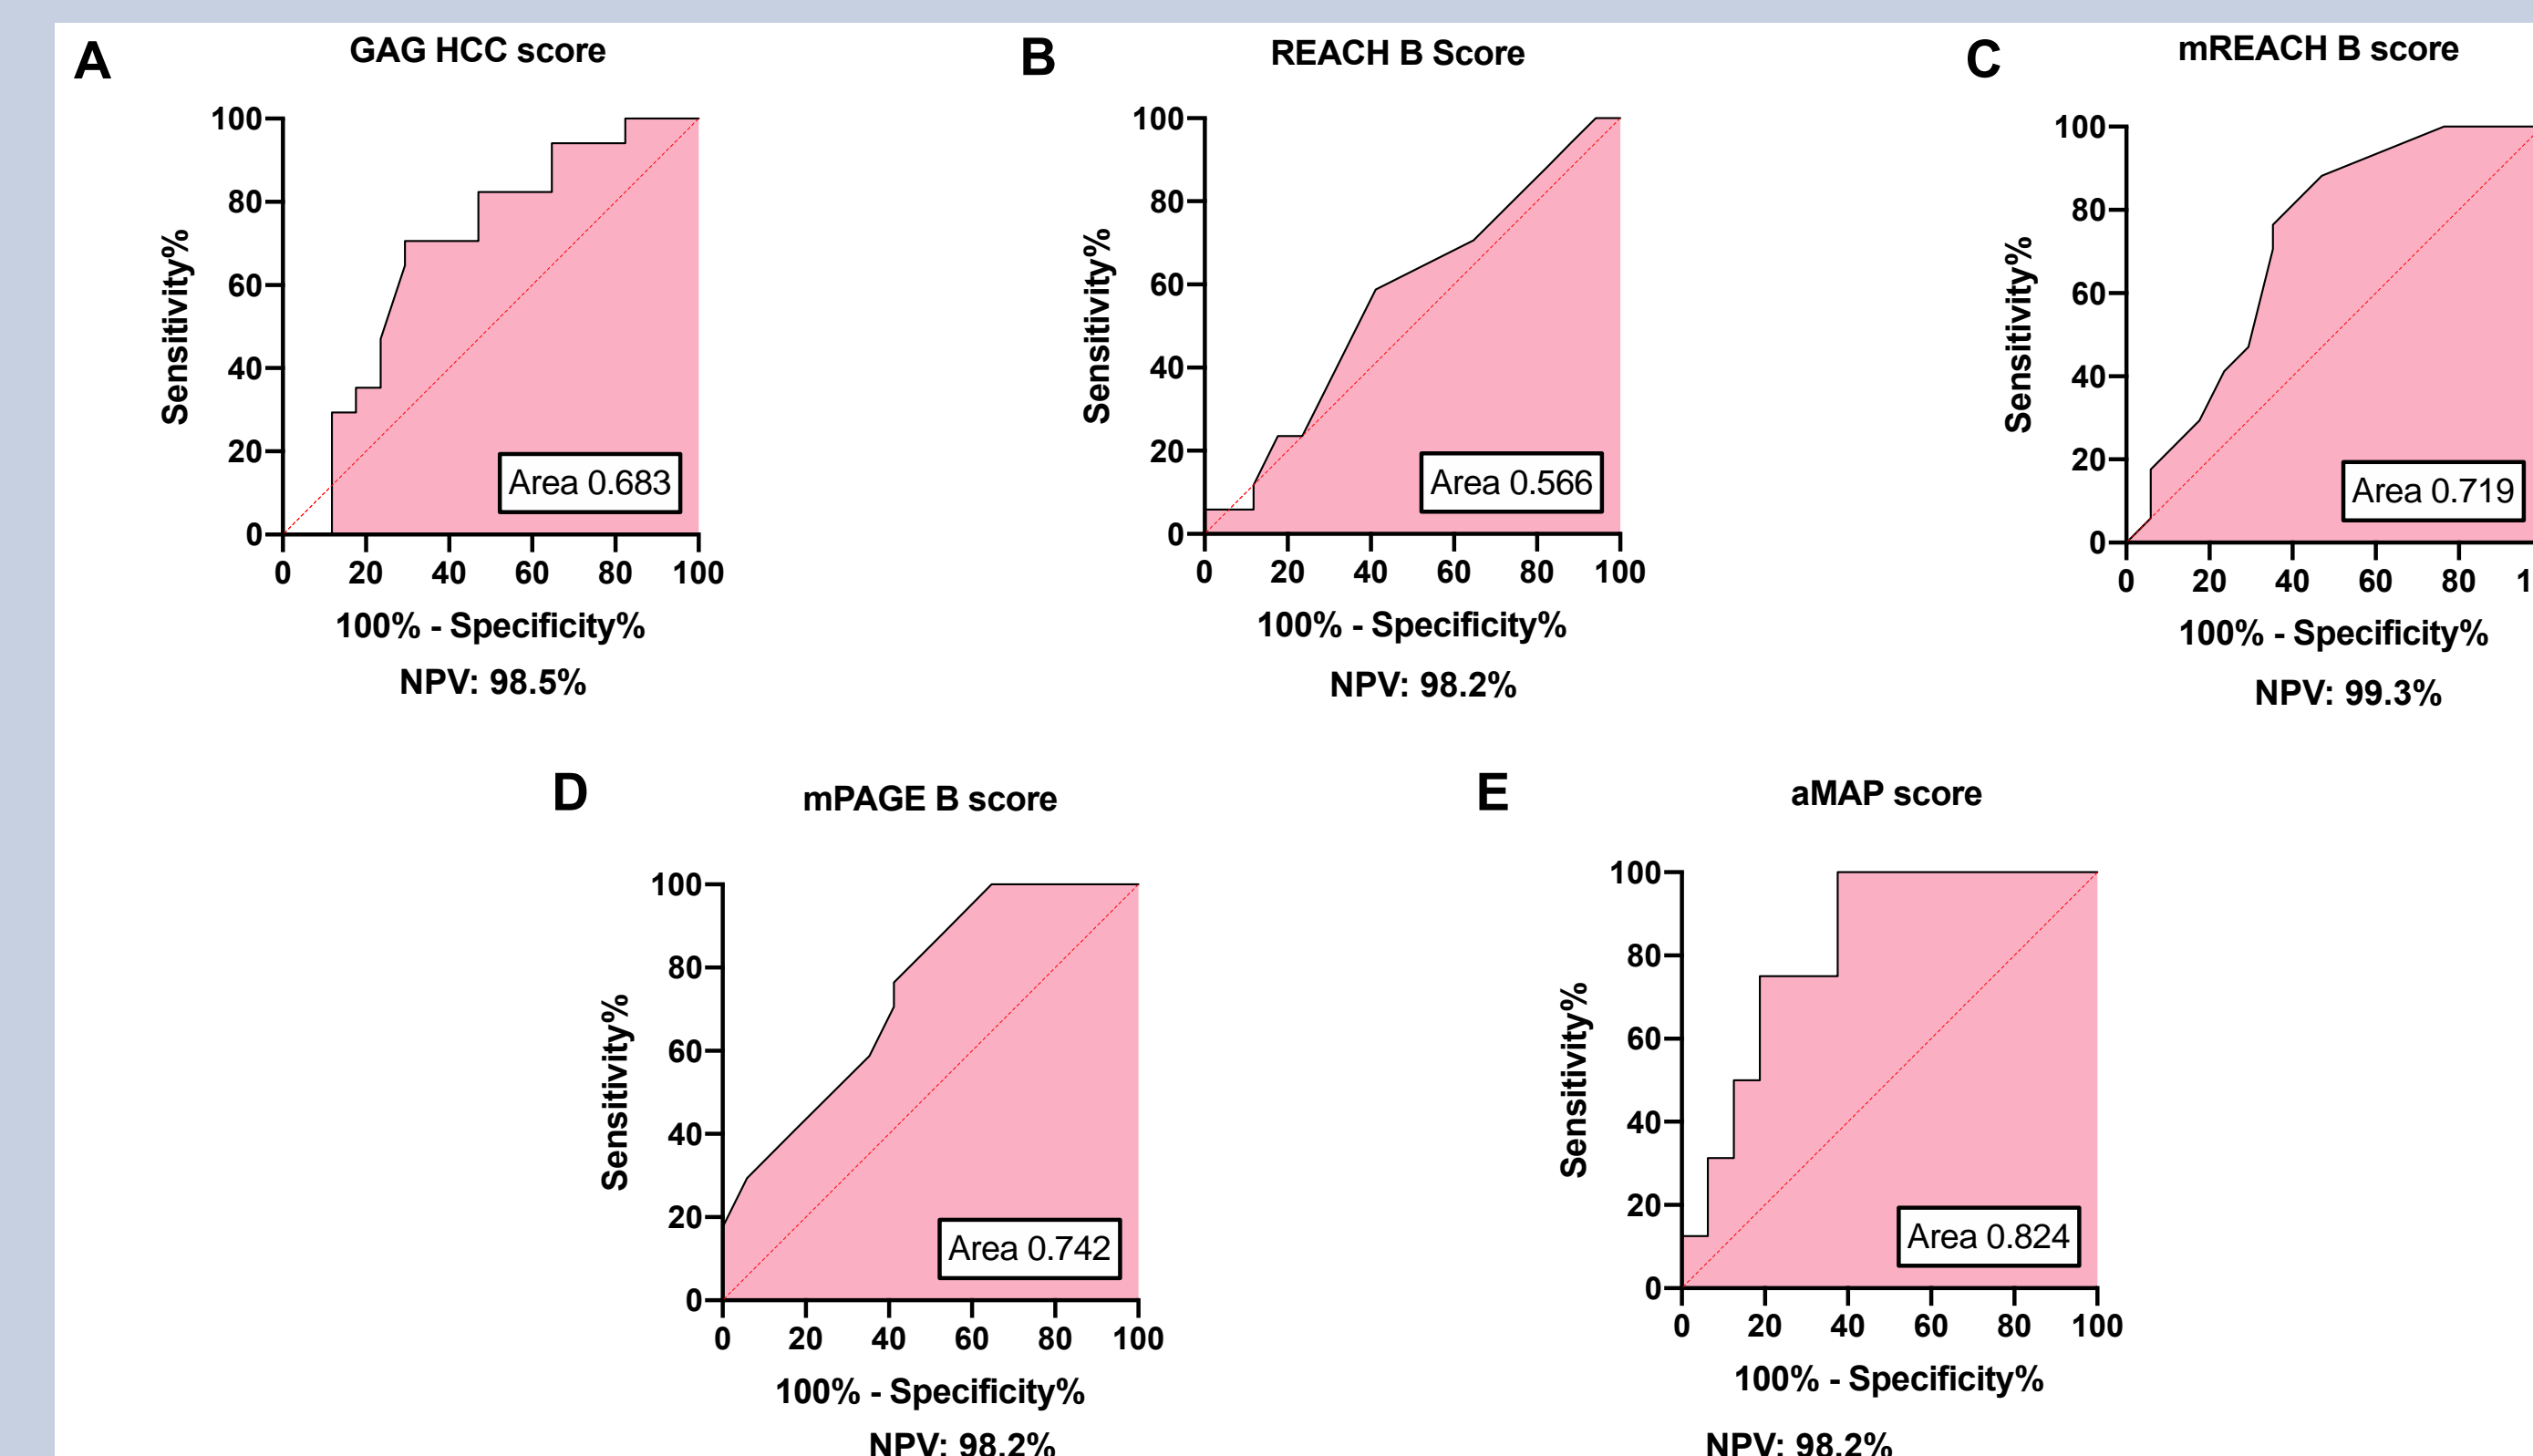 A
GAG HCC score
Sensitivity%
100
80
60
40
20
0
Area 0.683
0 20 40 60 80 100
100% - Specificity%
NPV: 98.5%
B
REACH B Score
Sensitivity%
100
80
60
40
20
0
Area 0.566
0 20 40 60 80 100
100% - Specificity%
NPV: 98.2%
C
mREACH B score
Sensitivity%
100
80
60
40
20
0
Area 0.719
0 20 40 60 80 1
100% - Specificity%
NPV: 99.3%
D
mPAGE B score
Sensitivity%
100
80
60
40
20
0
Area 0.742
0 20 40 60 80 100
100% - Specificity%
NPV: 98.2%
E
aMAP score
Sensitivity%
100
80
60
40
20
0
Area 0.824
0 20 40 60 80 100
100% - Specificity%
NPV: 98.2%